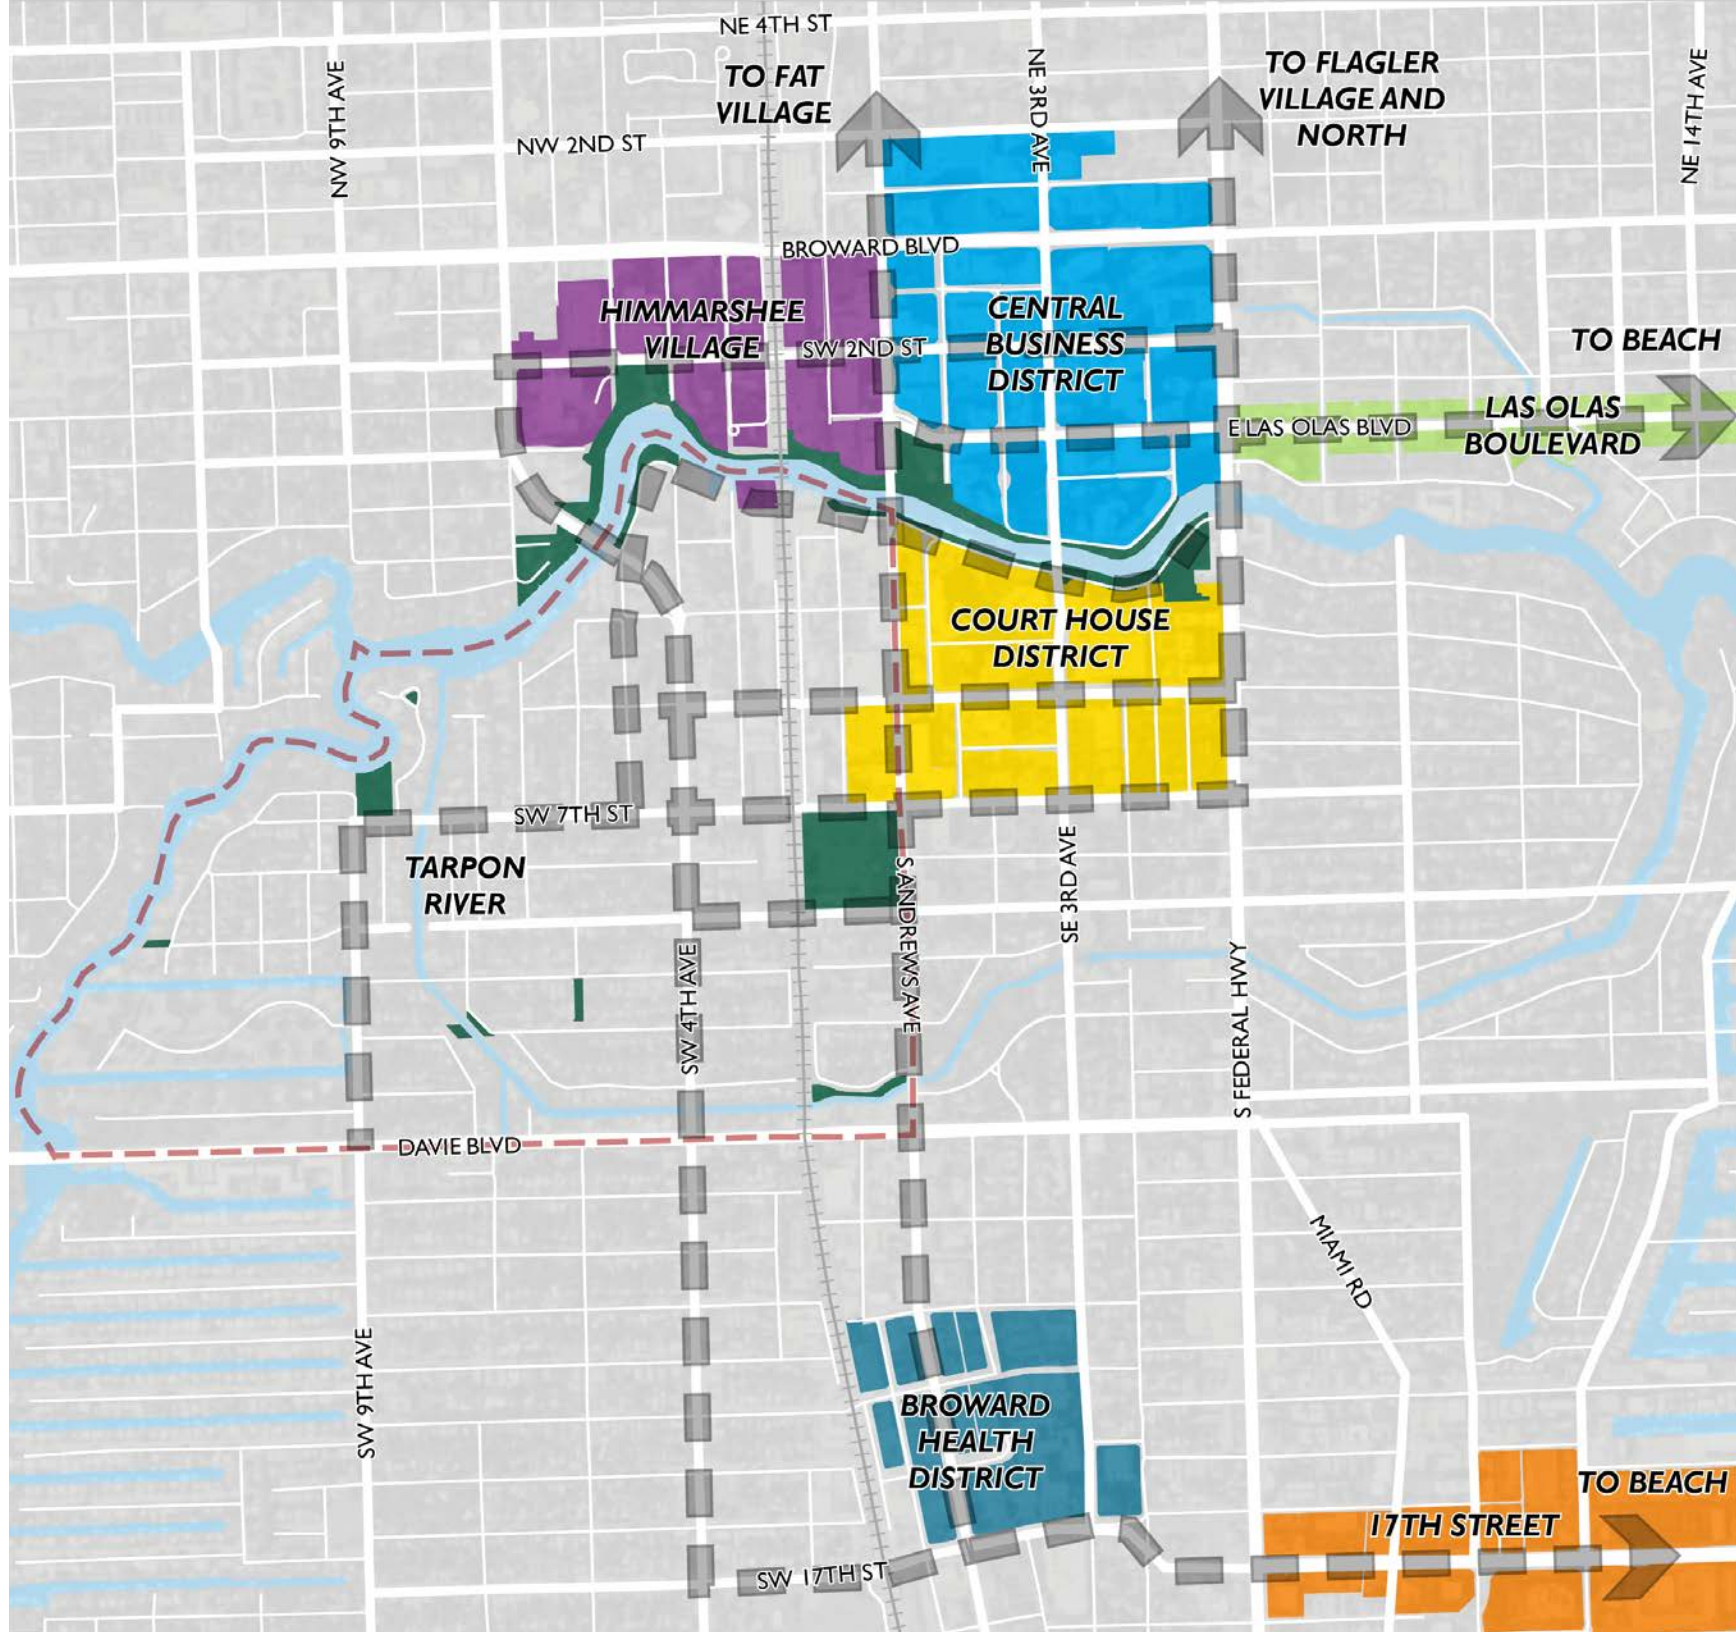 NE 4TH ST
TO FAT
VILLAGE
NE 3RD AVE
TO FLAGLER
VILLAGE AND
NORTH
NE 14TH AVE
NW 9TH AVE
NW 2ND ST
BROWARD BLVD
HIMMARSHEE
VILLAGE
SW 2ND ST
CENTRAL
BUSINESS
DISTRICT
TO BEACH
E LAS OLAS BLVD
LAS OLAS
BOULEVARD
COURT HOUSE
DISTRICT
SW 7TH ST
TARPON
RIVER
S ANDREWS AVE
SE 3RD AVE
SW 4TH AVE
S FEDERAL HWY
DAVIE BLVD
MIAMI RD
SW 9TH AVE
BROWARD
HEALTH
DISTRICT
TO BEACH
17TH STREET
SW 17TH ST